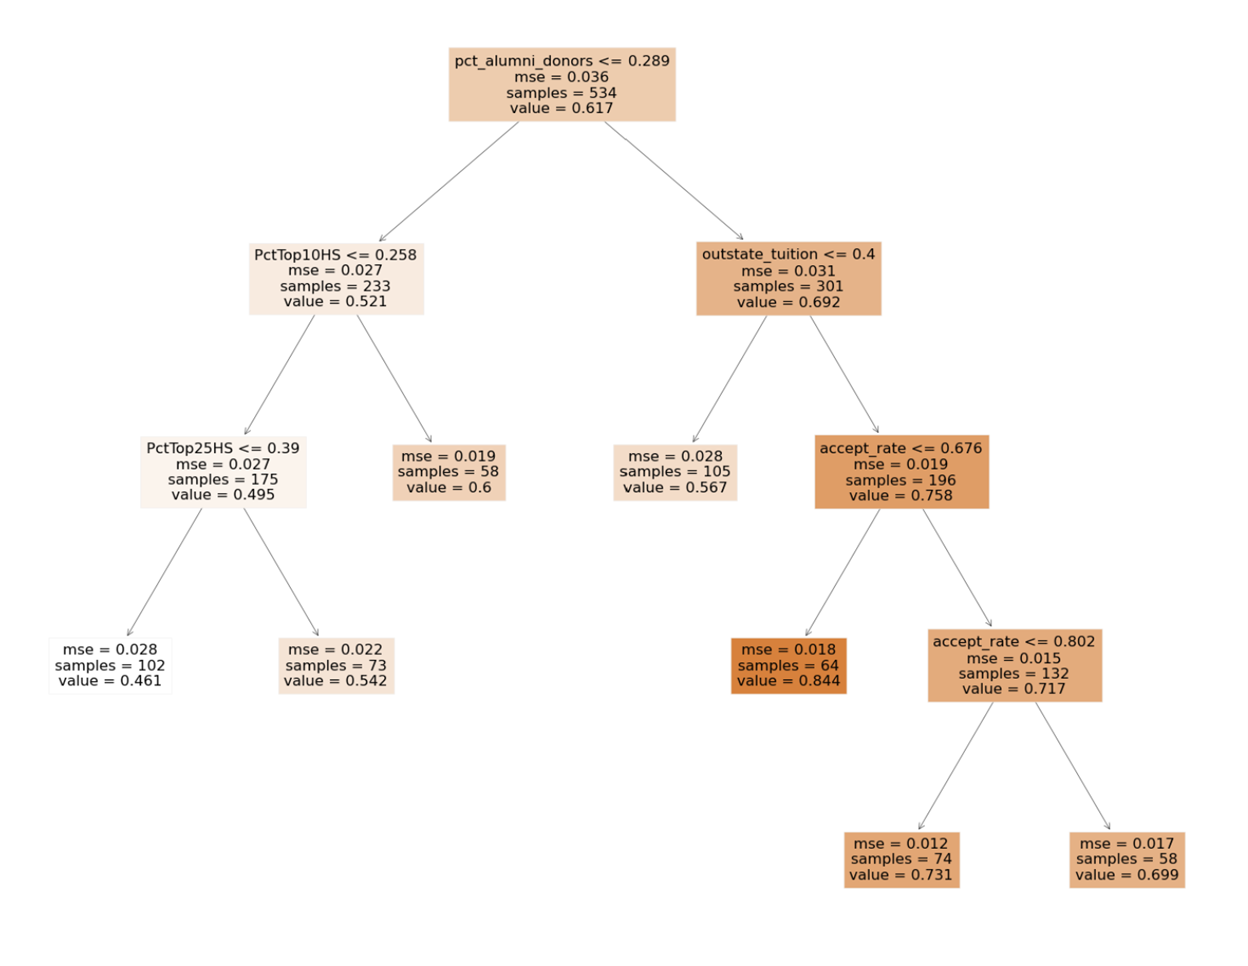 pct_alumni_donors <= 0.289
mse = 0.036
samples = 534
value = 0.617
PctTop10HS <= 0.258
mse = 0.027
samples = 233
value = 0.521
outstate_tuition <= 0.4
mse = 0.031
samples = 301
value = 0.692
PctTop25HS <= 0.39
mse = 0.027
samples = 175
value = 0.495
mse = 0.019
samples = 58
value = 0.6
mse = 0.028
samples = 105
value = 0.567
accept_rate <= 0.676
mse = 0.019
samples = 196
value = 0.758
mse = 0.028
samples = 102
value = 0.461
mse = 0.022
samples = 73
value = 0.542
mse = 0.018
samples = 64
value = 0.844
accept_rate <= 0.802
mse = 0.015
samples = 132
value = 0.717
mse = 0.012
samples = 74
value = 0.731
mse = 0.017
samples = 58
value = 0.699